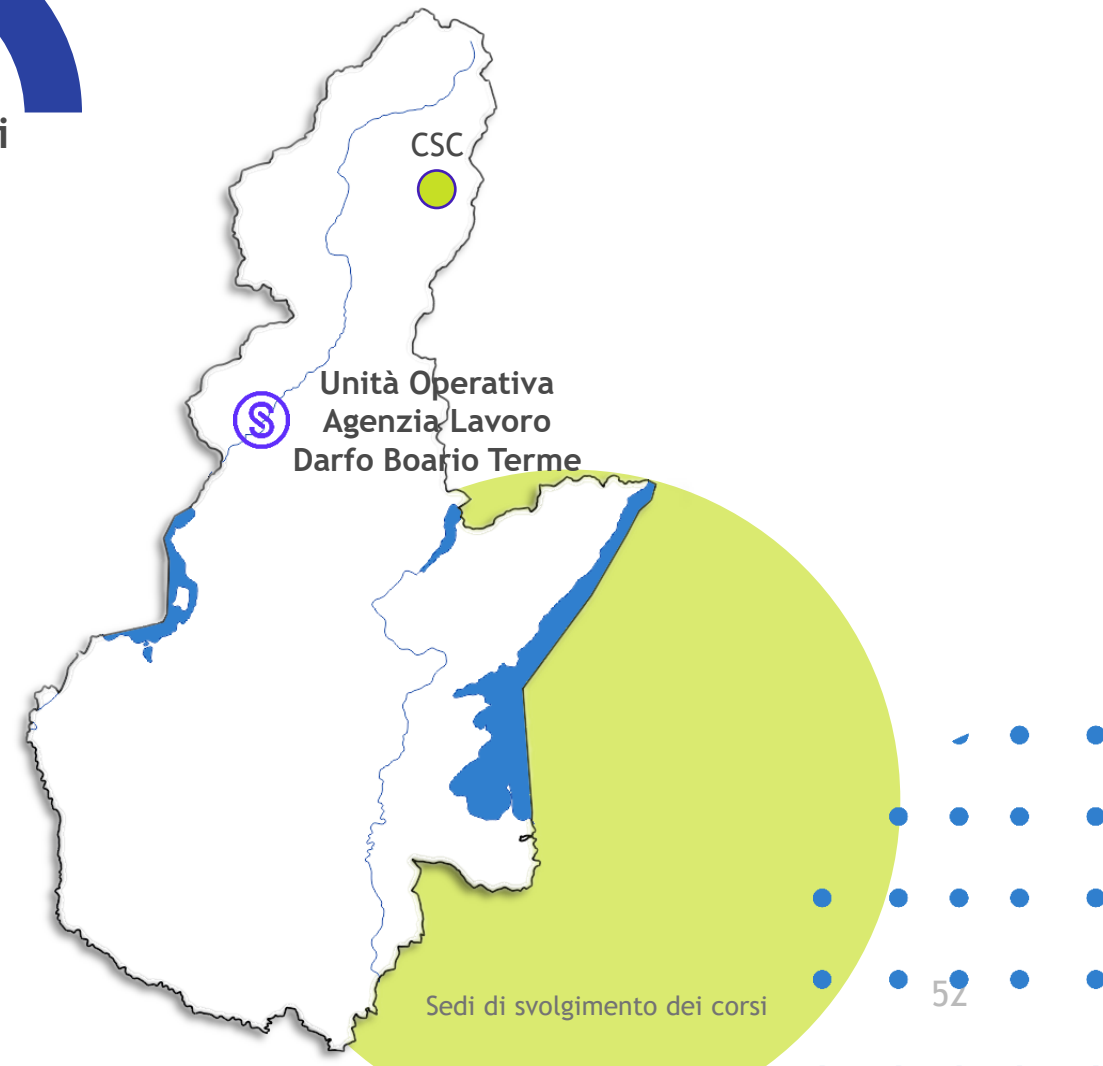 i
CSC
Unità Operativa
Agenzia Lavoro
Darfo Boario Terme
Sedi di svolgimento dei corsi
52